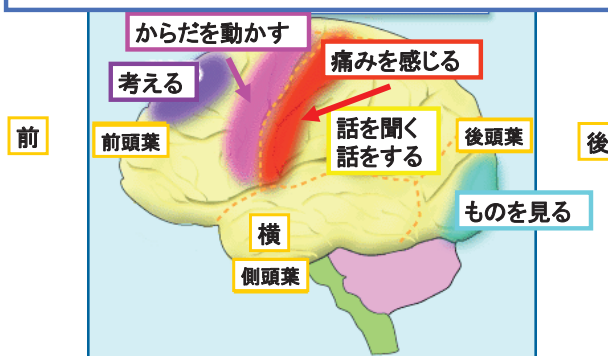 からだを動かす
痛みを感じる
考える
前
前頭葉
話を聞く
話をする
後頭葉
後
ものを見る
横
側頭葉